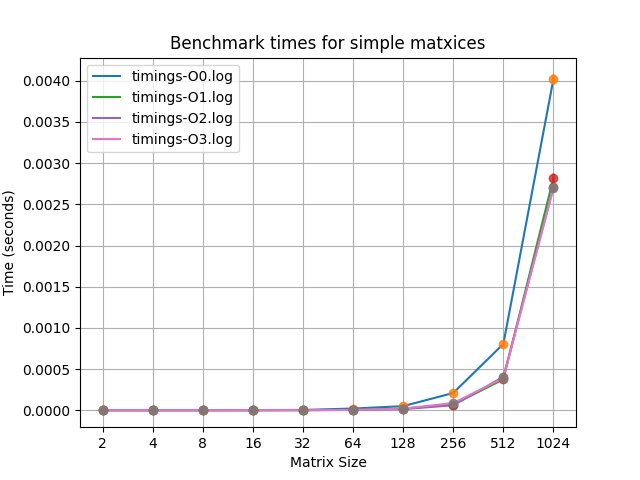 Benchmark times for simple matxices
timings-O0.log
timings-O1.log
timings-O2.log
timings-O3.log
Time (seconds)
0.0040
0.0035
0.0030
0.0025
0.0020
0.0015
0.0010
0.0005
0.0000
2 4 8 16 32 64 128 256 512 1024
Matrix Size